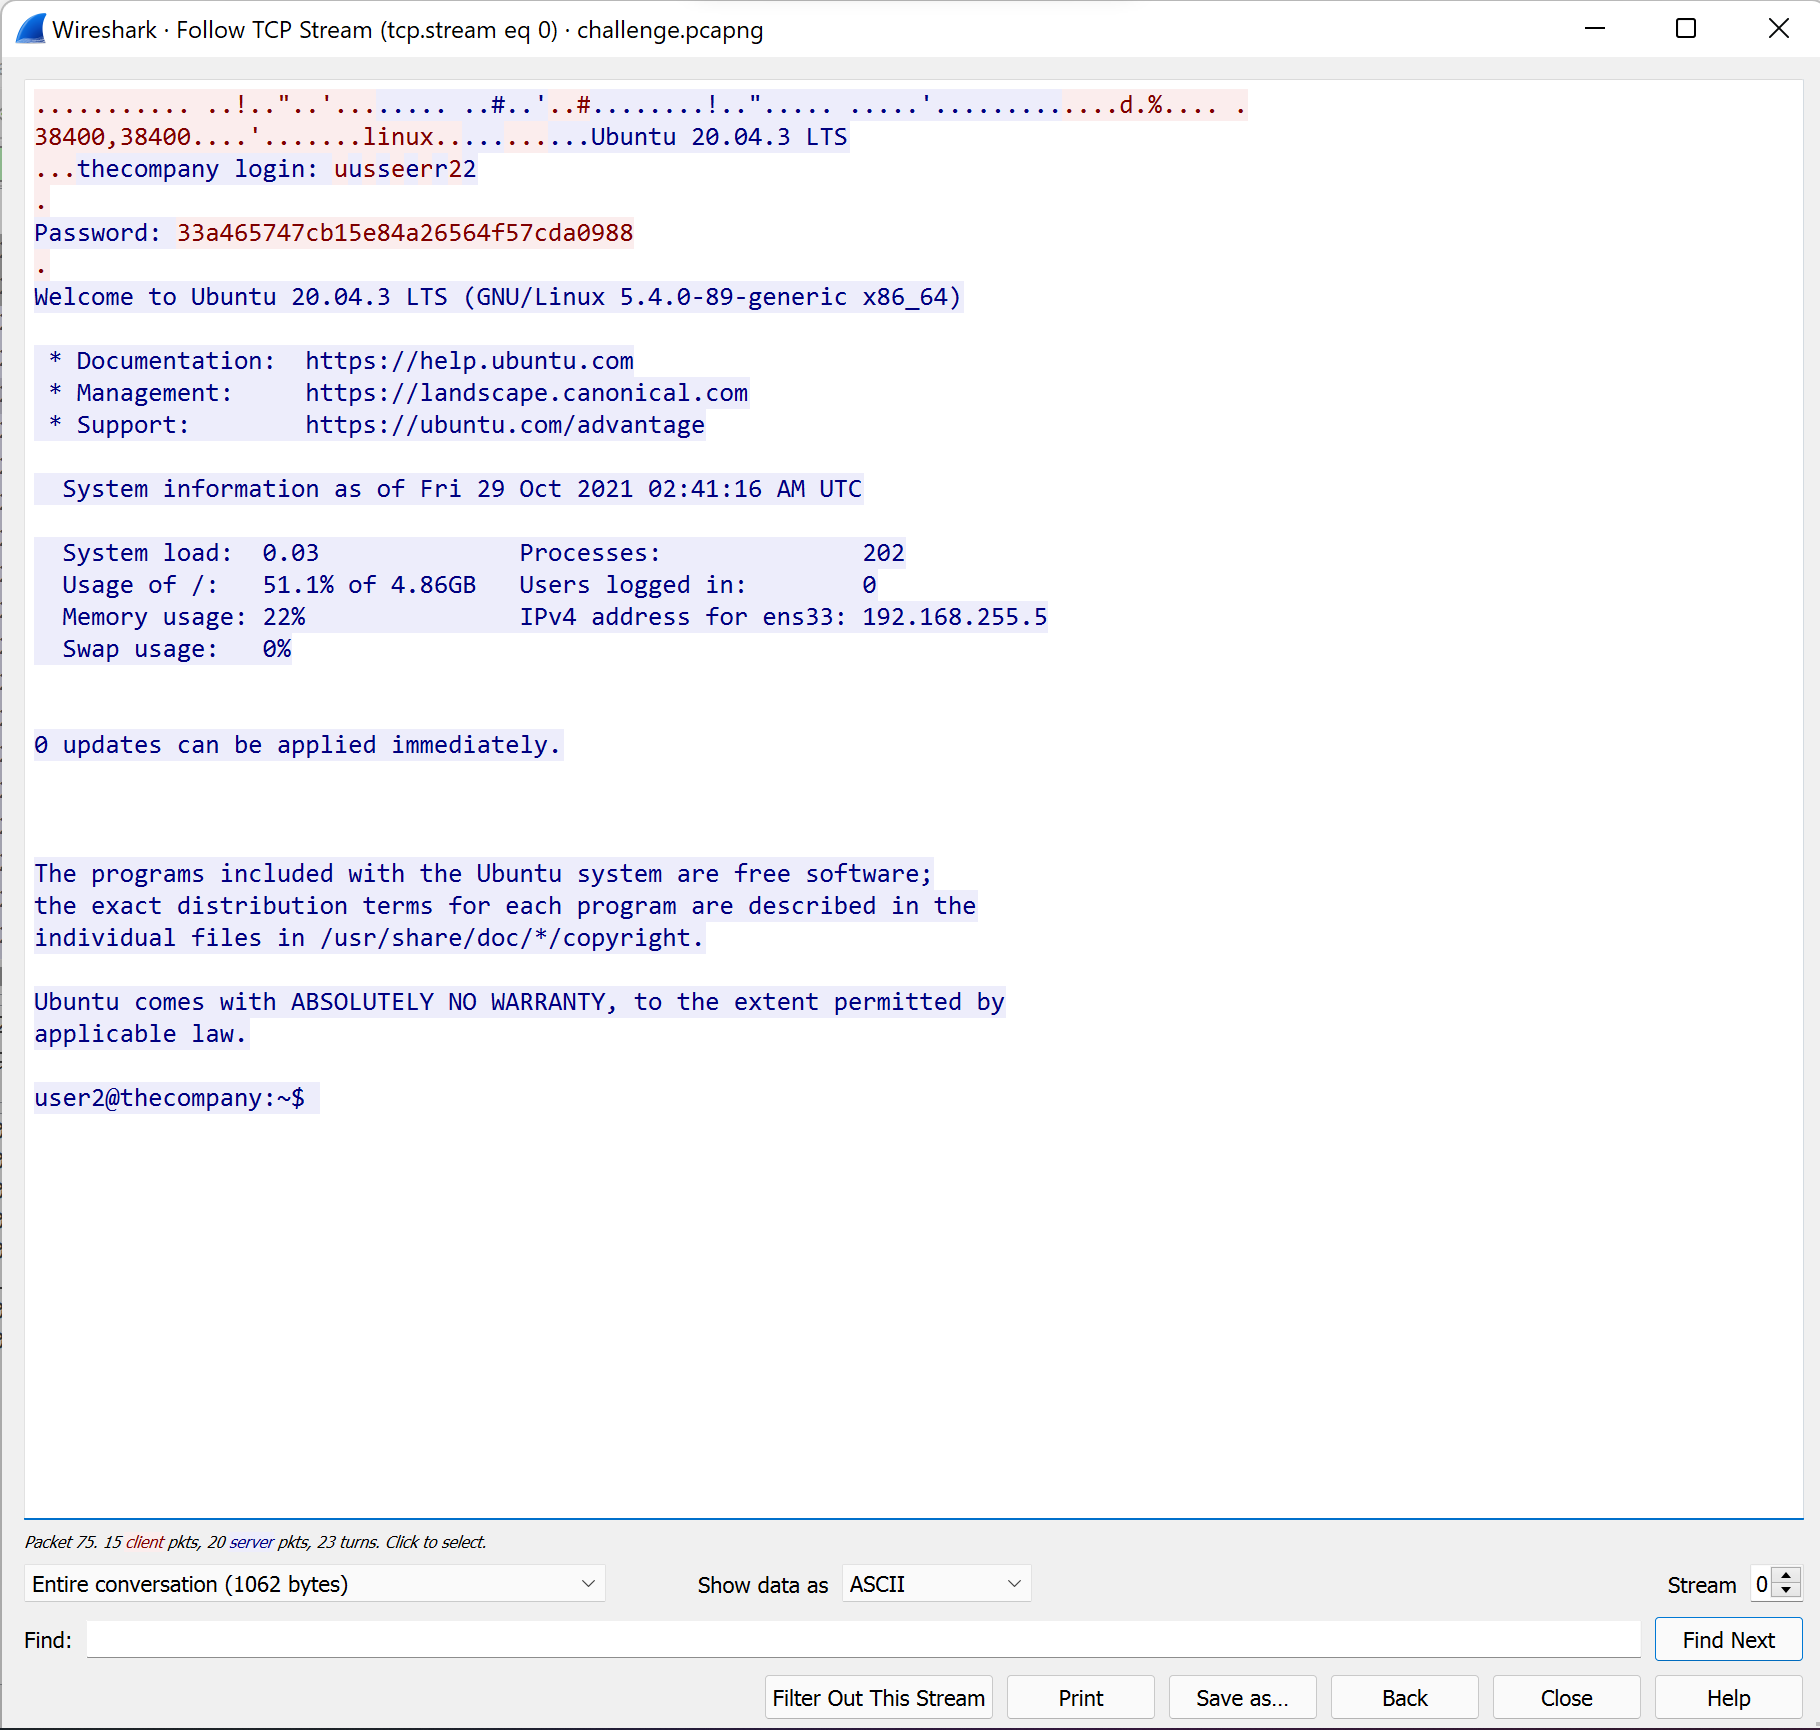 Wireshark · Follow TCP Stream (tcp.stream eq 0) · challenge.pcapng
........... ..!.."..'........ ..#..'..#........!.."..... .....'.............d.%.... .
38400,38400....'.......linux...........Ubuntu 20.04.3 LTS
...thecompany login: uusseerr22
.
Password: 33a465747cb15e84a26564f57cda0988
.
Welcome to Ubuntu 20.04.3 LTS (GNU/Linux 5.4.0-89-generic x86_64)
* Documentation:  https://help.ubuntu.com
* Management:     https://landscape.canonical.com
* Support:        https://ubuntu.com/advantage
System information as of Fri 29 Oct 2021 02:41:16 AM UTC
System load:  0.03              Processes:              202
Usage of /:   51.1% of 4.86GB   Users logged in:        0
Memory usage: 22%               IPv4 address for ens33: 192.168.255.5
Swap usage:   0%
0 updates can be applied immediately.
The programs included with the Ubuntu system are free software;
the exact distribution terms for each program are described in the
individual files in /usr/share/doc/*/copyright.
Ubuntu comes with ABSOLUTELY NO WARRANTY, to the extent permitted by
applicable law.
user2@thecompany:~$
Packet 75. 15 client pkts, 20 server pkts, 23 turns. Click to select.
Entire conversation (1062 bytes) Show data as ASCII Stream 0
Find: Find Next
Filter Out This Stream Print Save as... Back Close Help